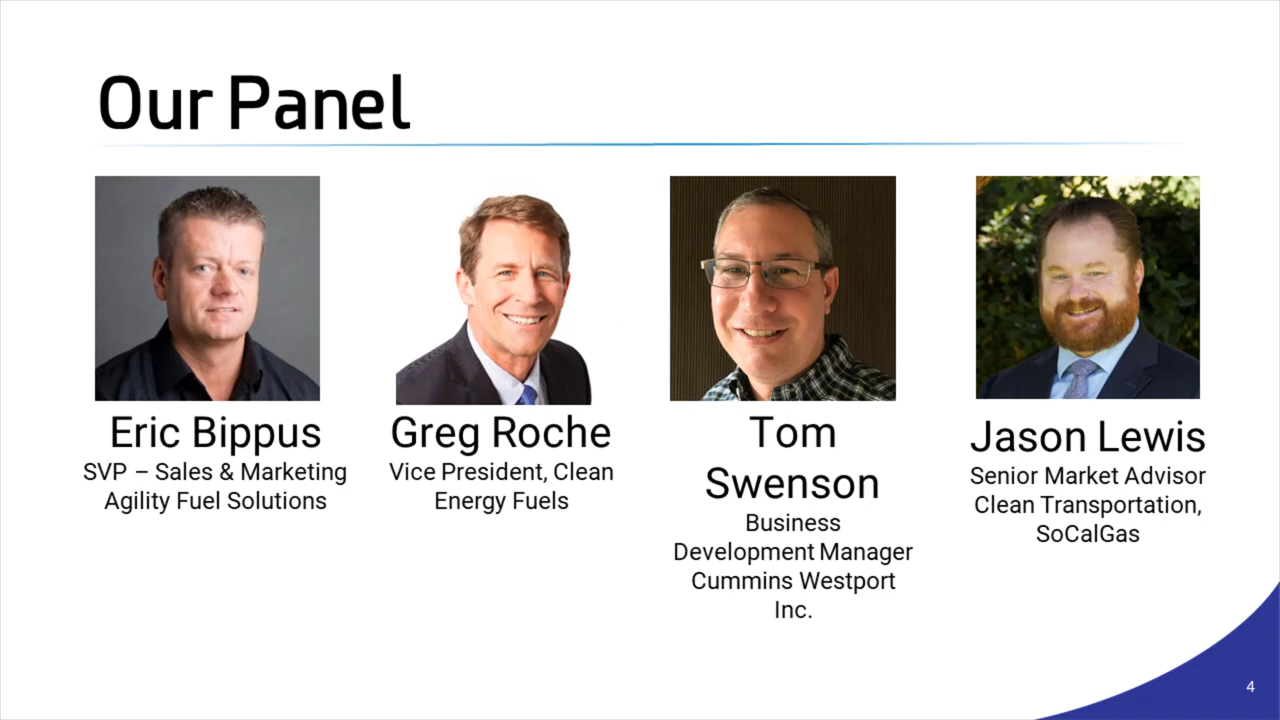 Our Panel
Eric Bippus
SVP – Sales & Marketing
Agility Fuel Solutions
Greg Roche
Vice President, Clean
Energy Fuels
Tom
Swenson
Business
Development Manager
Cummins Westport
Inc.
Jason Lewis
Senior Market Advisor
Clean Transportation,
SoCalGas
4